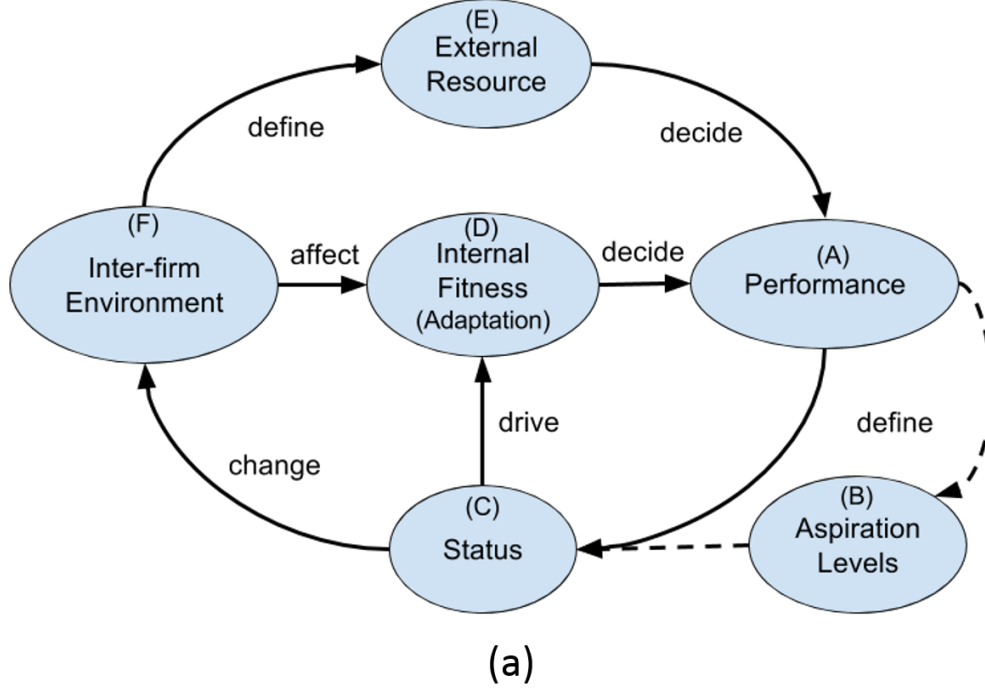 (E)
External
Resource
define
decide
(F)
Inter-firm
Environment
affect
(D)
Internal
Fitness
(Adaptation)
decide
(A)
Performance
change
drive
define
(C)
Status
(B)
Aspiration
Levels
(a)